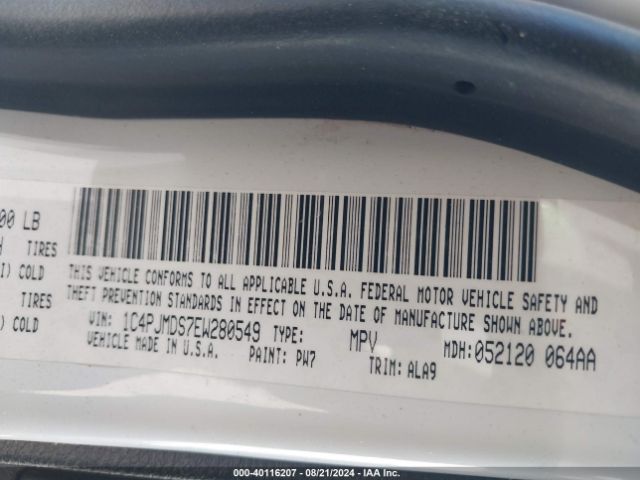 00 LB
TIRES
I) COLD
TIRES
) COLD
THIS VEHICLE CONFORMS TO ALL APPLICABLE U.S.A. FEDERAL MOTOR VEHICLE SAFETY AND
THEFT PREVENTION STANDARDS IN EFFECT ON THE DATE OF MANUFACTURE SHOWN ABOVE.
VIN: 1C4PJMDS7EW280549 TYPE: MPV MDH:052120 064AA
VEHICLE MADE IN U.S.A. PAINT: PW7 TRIM: ALA9
000-40116207 - 08/21/2024 - IAA Inc.